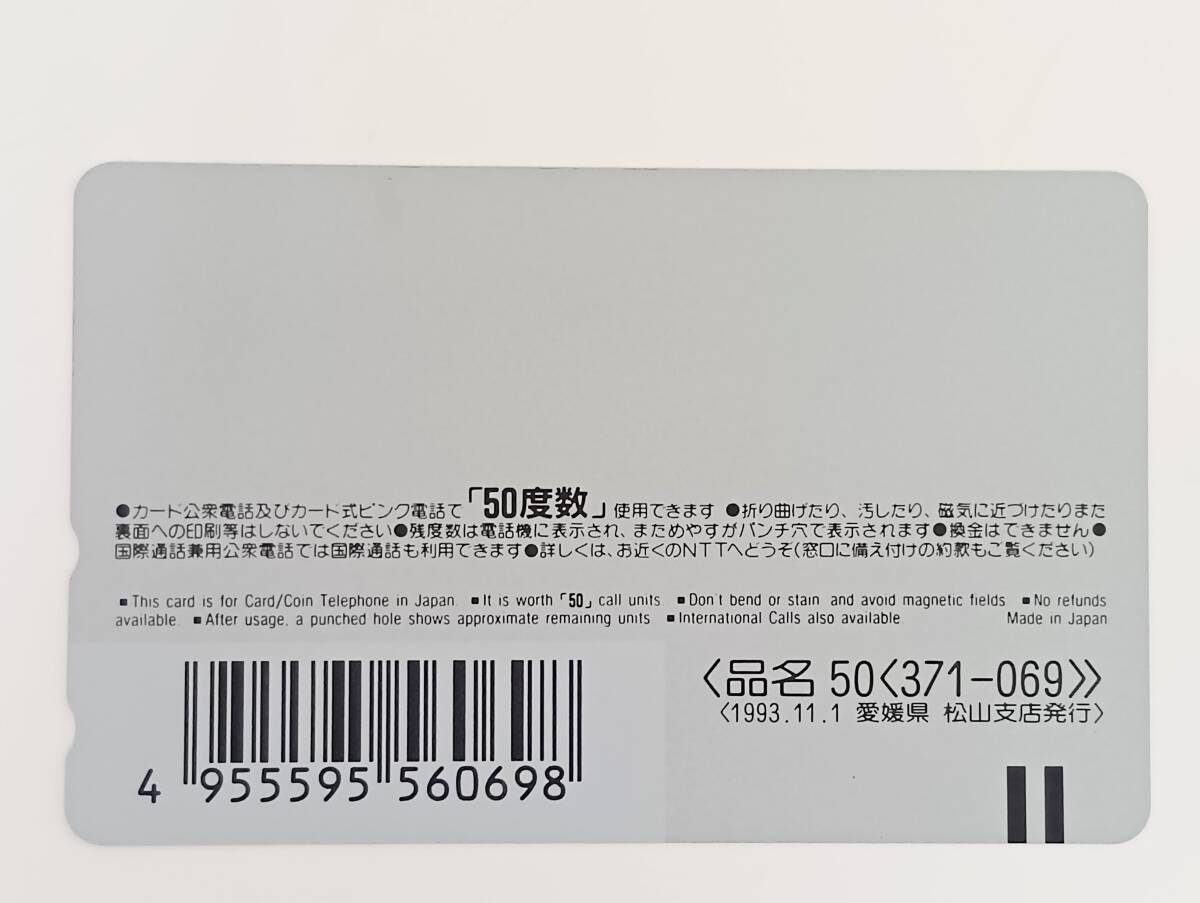 ●カード公衆電話及びカード式ピンク電話で「50度数」使用できます ●折り曲げたり、汚したり、磁気に近づけたりまた
裏面への印刷等はしないでください●残度数は電話機に表示され、まためやすがパンチ穴で表示されます●換金はできません●
国際通話兼用公衆電話では国際通話も利用できます●詳しくは、お近くのNTTへどうぞ(窓口に備え付けの約款もご覧ください)
■This card is for Card/Coin Telephone in Japan. ■It is worth「50」call units. ■Don't bend or stain and avoid magnetic fields. ■No refunds
available. ■After usage, a punched hole shows approximate remaining units. ■International Calls also available. Made in Japan
〈品名 50〈371-069〉〉
〈1993.11.1 愛媛県 松山支店発行〉
4 955595 560698